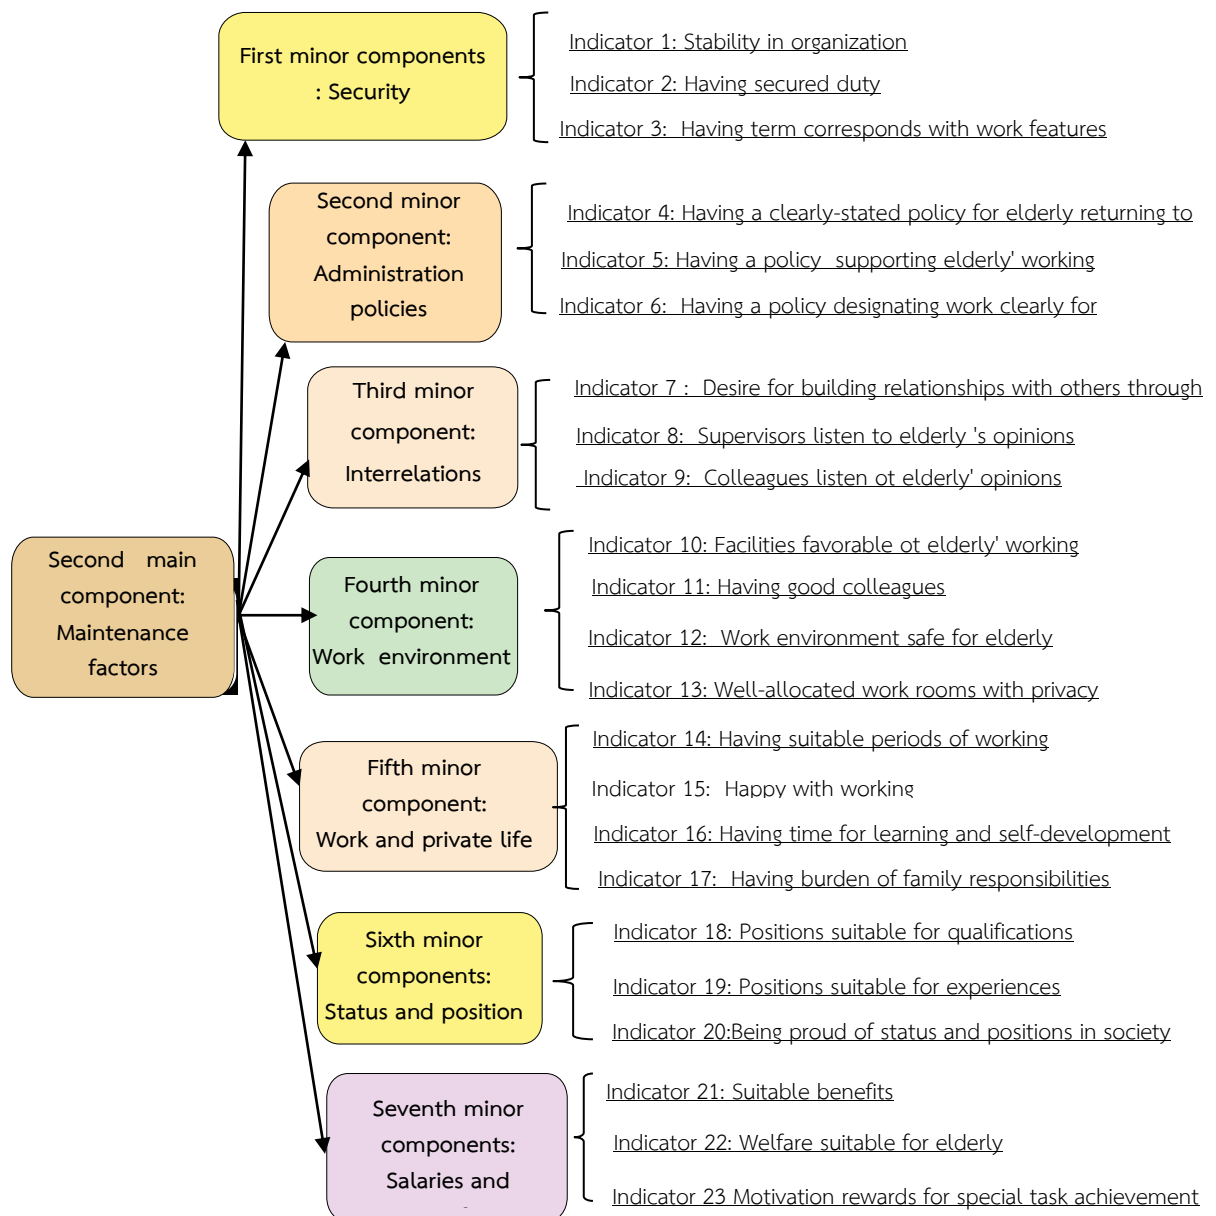 First minor components
: Security
Indicator 1: Stability in organization
Indicator 2: Having secured duty
Indicator 3:  Having term corresponds with work features
Second minor
component:
Administration
policies
Indicator 4: Having a clearly-stated policy for elderly returning to
Indicator 5: Having a policy  supporting elderly' working
Indicator 6:  Having a policy designating work clearly for
Third minor
component:
Interrelations
Indicator 7 :  Desire for building relationships with others through
Indicator 8:  Supervisors listen to elderly 's opinions
Indicator 9:  Colleagues listen ot elderly' opinions
Second  main
component:
Maintenance
factors
Fourth minor
component:
Work environment
Indicator 10: Facilities favorable ot elderly' working
Indicator 11: Having good colleagues
Indicator 12:  Work environment safe for elderly
Indicator 13: Well-allocated work rooms with privacy
Fifth minor
component:
Work and private life
Indicator 14: Having suitable periods of working
Indicator 15:  Happy with working
Indicator 16: Having time for learning and self-development
Indicator 17:  Having burden of family responsibilities
Sixth minor
components:
Status and position
Indicator 18: Positions suitable for qualifications
Indicator 19: Positions suitable for experiences
Indicator 20:Being proud of status and positions in society
Seventh minor
components:
Salaries and
Indicator 21: Suitable benefits
Indicator 22: Welfare suitable for elderly
Indicator 23 Motivation rewards for special task achievement